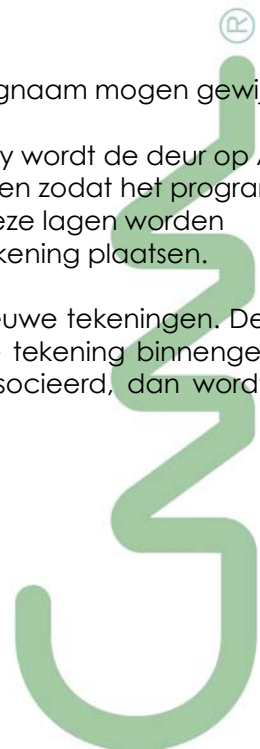 ®
gnaam mogen gewij
y wordt de deur op A
en zodat het progran
eze lagen worden
kening plaatsen.
euwe tekeningen. De
tekening binnenge
socieerd, dan word